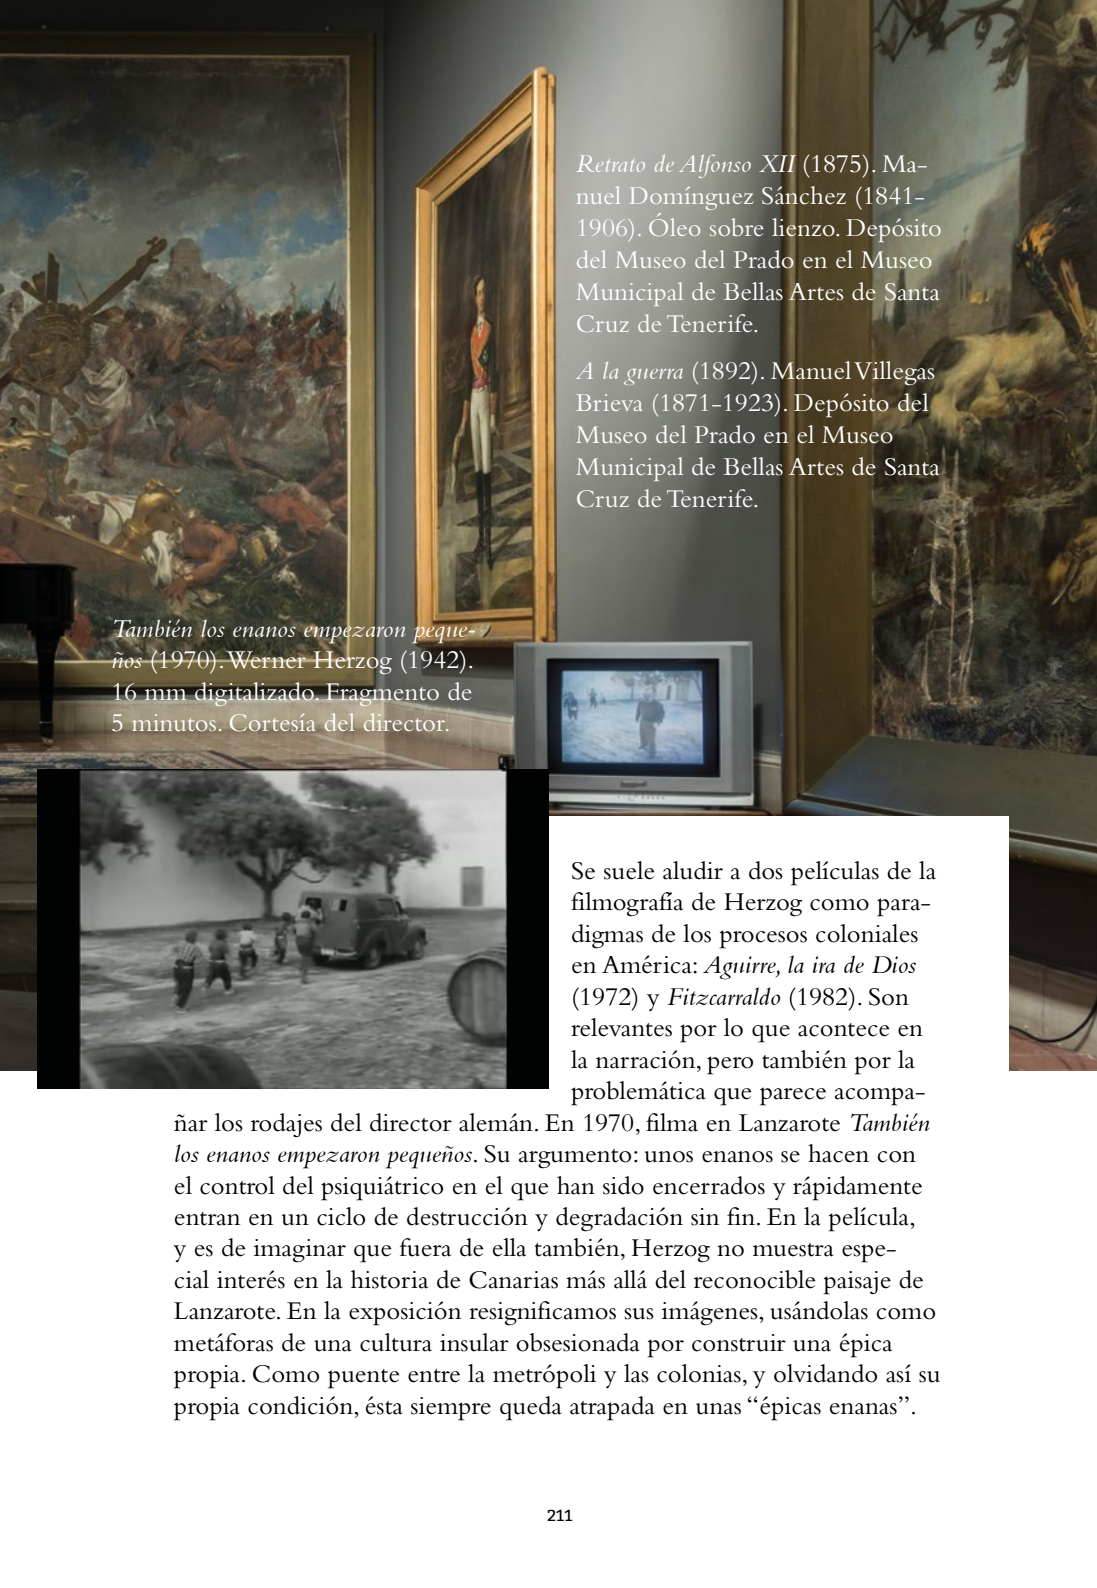 Retrato de Alfonso XII (1875). Ma-
nuel Domínguez Sánchez (1841-
1906). Óleo sobre lienzo. Depósito
del Museo del Prado en el Museo
Municipal de Bellas Artes de Santa
Cruz de Tenerife.
A la guerra (1892). Manuel Villegas
Brieva (1871-1923). Depósito del
Museo del Prado en el Museo
Municipal de Bellas Artes de Santa
Cruz de Tenerife.
También los enanos empezaron peque-
ños (1970). Werner Herzog (1942).
16 mm digitalizado. Fragmento de
5 minutos. Cortesía del director.
Se suele aludir a dos películas de la
filmografía de Herzog como para-
digmas de los procesos coloniales
en América: Aguirre, la ira de Dios
(1972) y Fitzcarraldo (1982). Son
relevantes por lo que acontece en
la narración, pero también por la
problemática que parece acompa-
ñar los rodajes del director alemán. En 1970, filma en Lanzarote También
los enanos empezaron pequeños. Su argumento: unos enanos se hacen con
el control del psiquiátrico en el que han sido encerrados y rápidamente
entran en un ciclo de destrucción y degradación sin fin. En la película,
y es de imaginar que fuera de ella también, Herzog no muestra espe-
cial interés en la historia de Canarias más allá del reconocible paisaje de
Lanzarote. En la exposición resignificamos sus imágenes, usándolas como
metáforas de una cultura insular obsesionada por construir una épica
propia. Como puente entre la metrópoli y las colonias, y olvidando así su
propia condición, ésta siempre queda atrapada en unas “épicas enanas”.
211